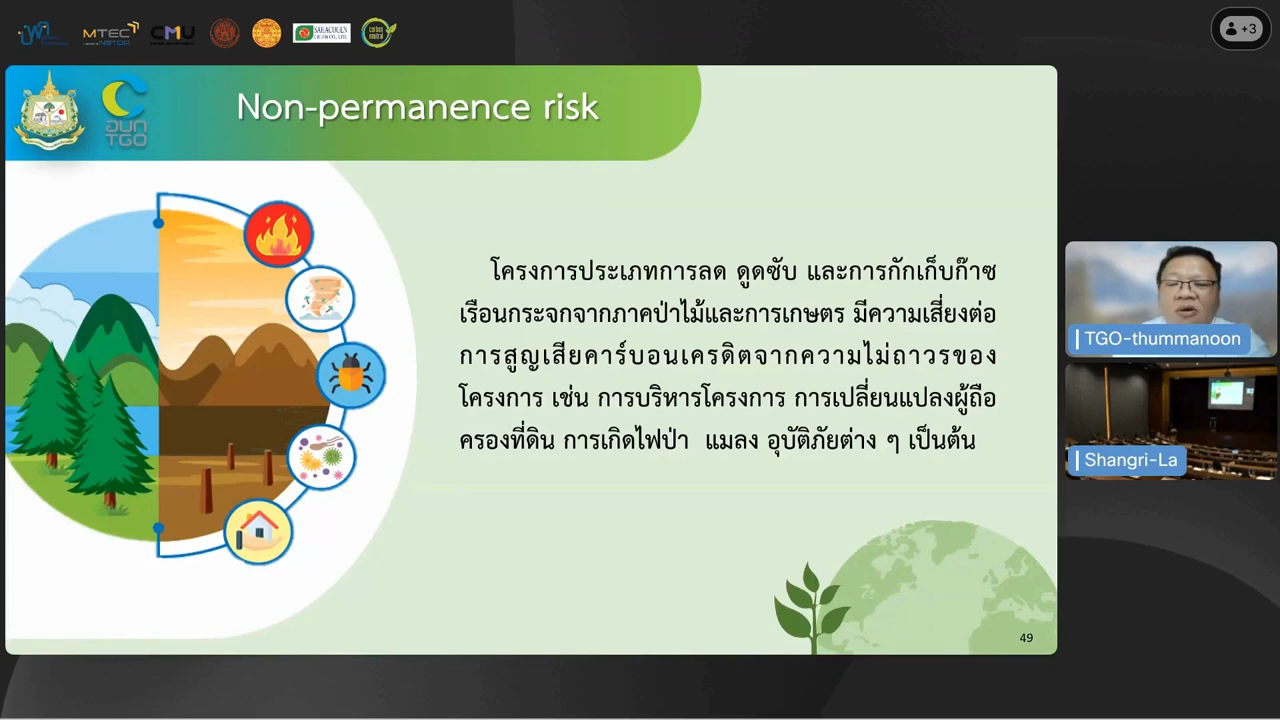 MTEC
NSTDA
CMU
SAHACOGEN
carbon neutral
+3
อบก
TGO
Non-permanence risk
โครงการประเภทการลด ดูดซับ และการกักเก็บก๊าซ
เรือนกระจกจากภาคป่าไม้และการเกษตร มีความเสี่ยงต่อ
การสูญเสียคาร์บอนเครดิตจากความไม่ถาวรของ
โครงการ เช่น การบริหารโครงการ การเปลี่ยนแปลงผู้ถือ
ครองที่ดิน การเกิดไฟป่า แมลง อุบัติภัยต่าง ๆ เป็นต้น
49
TGO-thummanoon
Shangri-La